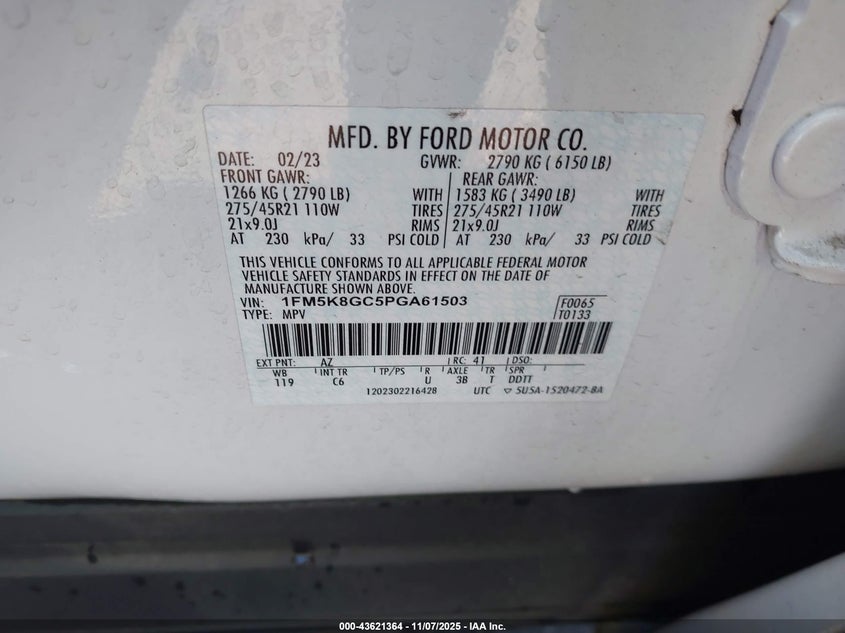 MFD. BY FORD MOTOR CO.
DATE: 02/23 GVWR: 2790 KG ( 6150 LB)
FRONT GAWR: REAR GAWR:
1266 KG ( 2790 LB) WITH 1583 KG ( 3490 LB) WITH
275/45R21 110W TIRES 275/45R21 110W TIRES
21x9.0J RIMS 21x9.0J RIMS
AT 230 kPa/ 33 PSI COLD AT 230 kPa/ 33 PSI COLD
THIS VEHICLE CONFORMS TO ALL APPLICABLE FEDERAL MOTOR
VEHICLE SAFETY STANDARDS IN EFFECT ON THE DATE OF
MANUFACTURE SHOWN ABOVE.
VIN: 1FM5K8GC5PGA61503 F0065
TYPE: MPV T0133
EXT PNT: AZ RC: 41 DSO:
WB INT TR TP/PS R AXLE TR SPR
119 C6 U 3B T DDTT
1202302216428 UTC ▽ 5U5A-1520472-BA
000-43621364 | 11/07/2025 | IAA Inc.